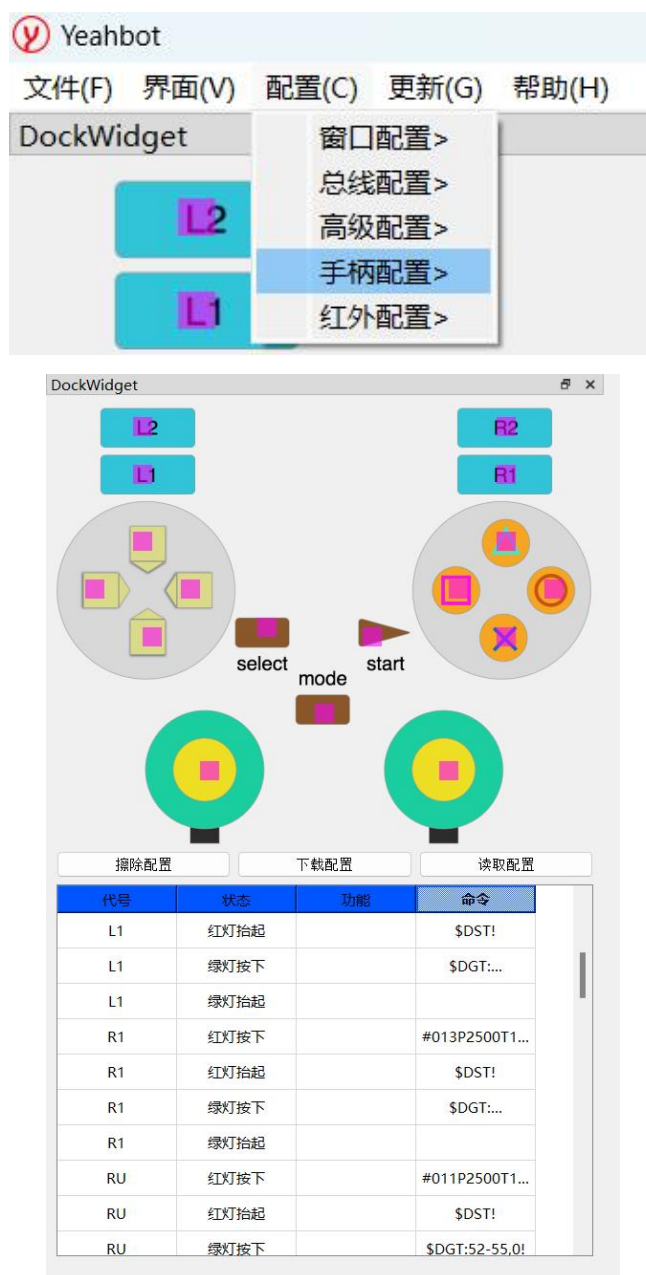 Yeahbot
文件(F) 界面(V) 配置(C) 更新(G) 帮助(H)
DockWidget
窗口配置>
总线配置>
高级配置>
手柄配置>
红外配置>
L2
L1
DockWidget
L2 R2
L1 R1
select start
mode
擦除配置 下载配置 读取配置
代号 状态 功能 命令
L1 红灯抬起 $DST!
L1 绿灯按下 $DGT:...
L1 绿灯抬起
R1 红灯按下 #013P2500T1...
R1 红灯抬起 $DST!
R1 绿灯按下 $DGT:...
R1 绿灯抬起
RU 红灯按下 #011P2500T1...
RU 红灯抬起 $DST!
RU 绿灯按下 $DGT:52-55,0!